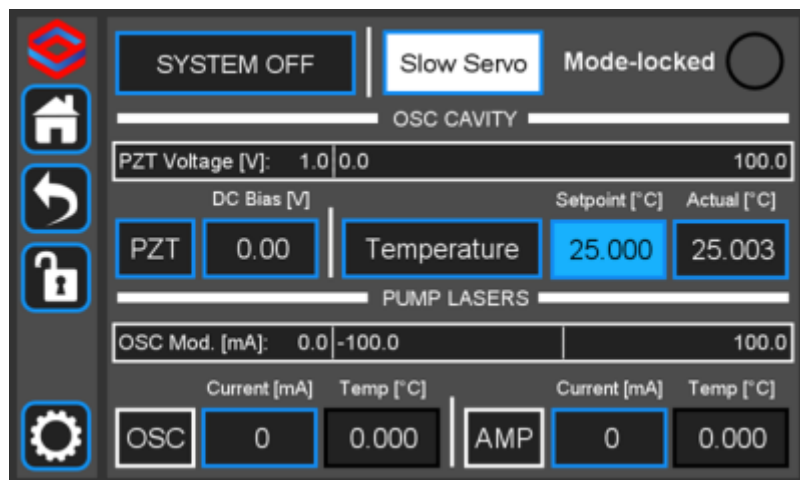 SYSTEM OFF Slow Servo Mode-locked
OSC CAVITY
PZT Voltage [V]: 1.0 0.0 100.0
DC Bias [V] Setpoint [°C] Actual [°C]
PZT 0.00 Temperature 25.000 25.003
PUMP LASERS
OSC Mod. [mA]: 0.0 -100.0 100.0
Current [mA] Temp [°C] Current [mA] Temp [°C]
OSC 0 0.000 AMP 0 0.000